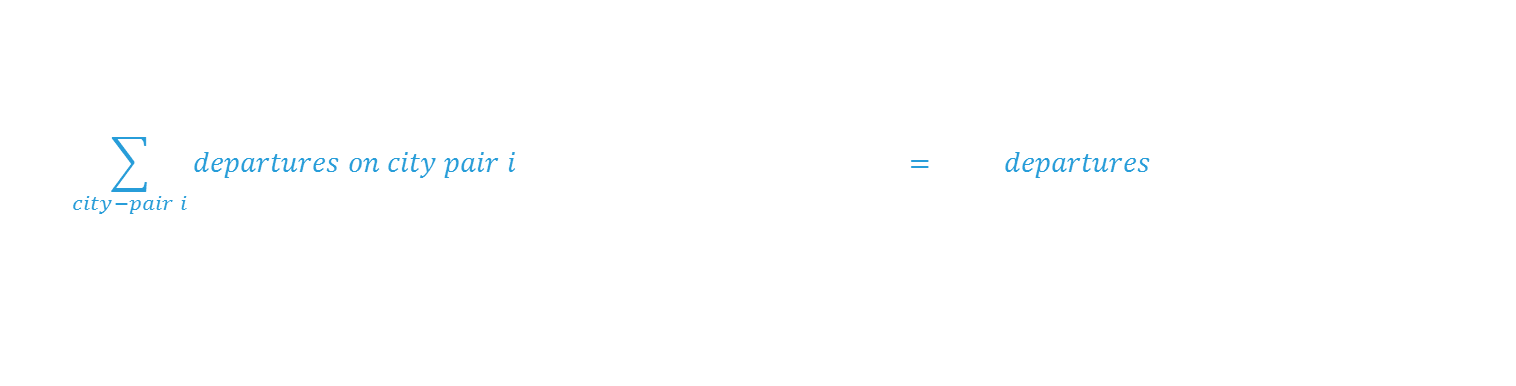 ∑ departures on city pair i = departures
city−pair i